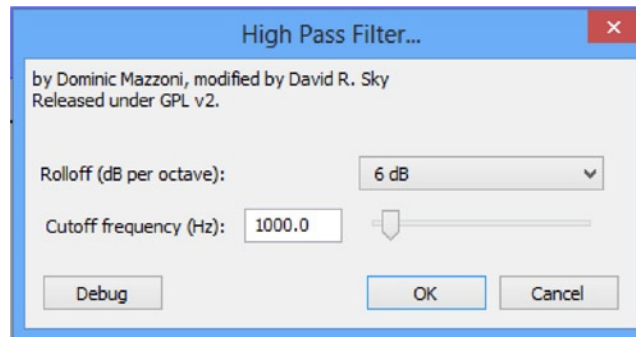 High Pass Filter...
by Dominic Mazzoni, modified by David R. Sky
Released under GPL v2.
Rolloff (dB per octave): 6 dB
Cutoff frequency (Hz): 1000.0
Debug OK Cancel